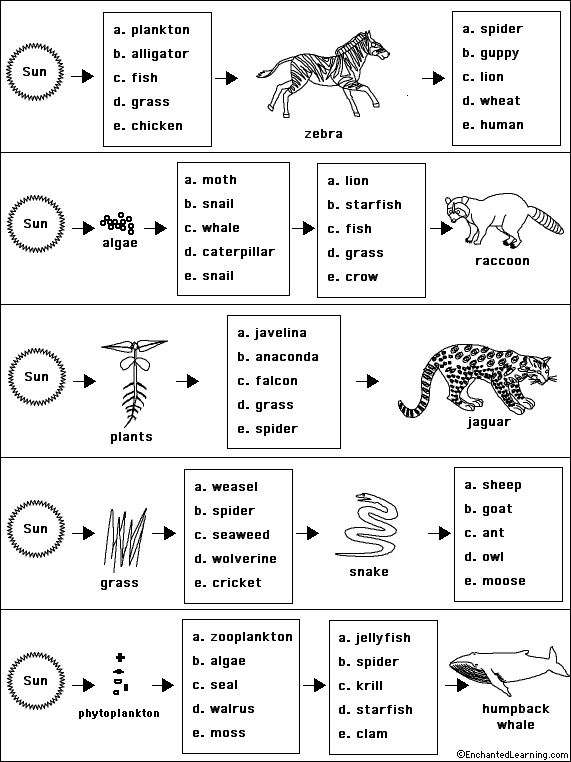 Sun
a. plankton
b. alligator
c. fish
d. grass
e. chicken
zebra
a. spider
b. guppy
c. lion
d. wheat
e. human
Sun
algae
a. moth
b. snail
c. whale
d. caterpillar
e. snail
a. lion
b. starfish
c. fish
d. grass
e. crow
raccoon
Sun
plants
a. javelina
b. anaconda
c. falcon
d. grass
e. spider
jaguar
Sun
grass
a. weasel
b. spider
c. seaweed
d. wolverine
e. cricket
snake
a. sheep
b. goat
c. ant
d. owl
e. moose
Sun
phytoplankton
a. zooplankton
b. algae
c. seal
d. walrus
e. moss
a. jellyfish
b. spider
c. krill
d. starfish
e. clam
humpback
whale
©EnchantedLearning.com